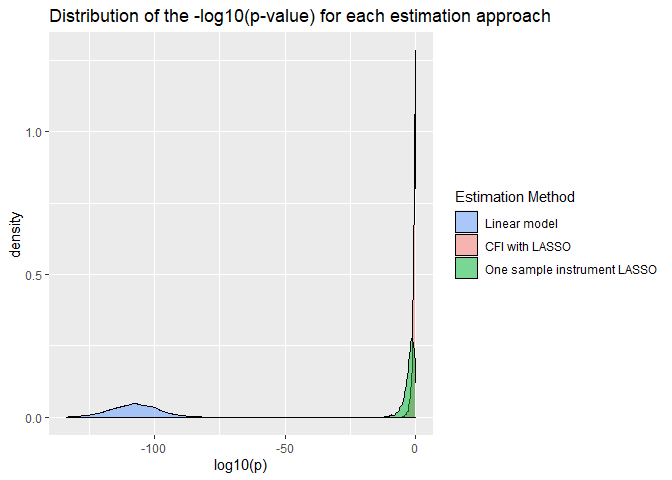 Distribution of the -log10(p-value) for each estimation approach
1.0
0.5
0.0
density
-100
-50
0
log10(p)
Estimation Method
Linear model
CFI with LASSO
One sample instrument LASSO